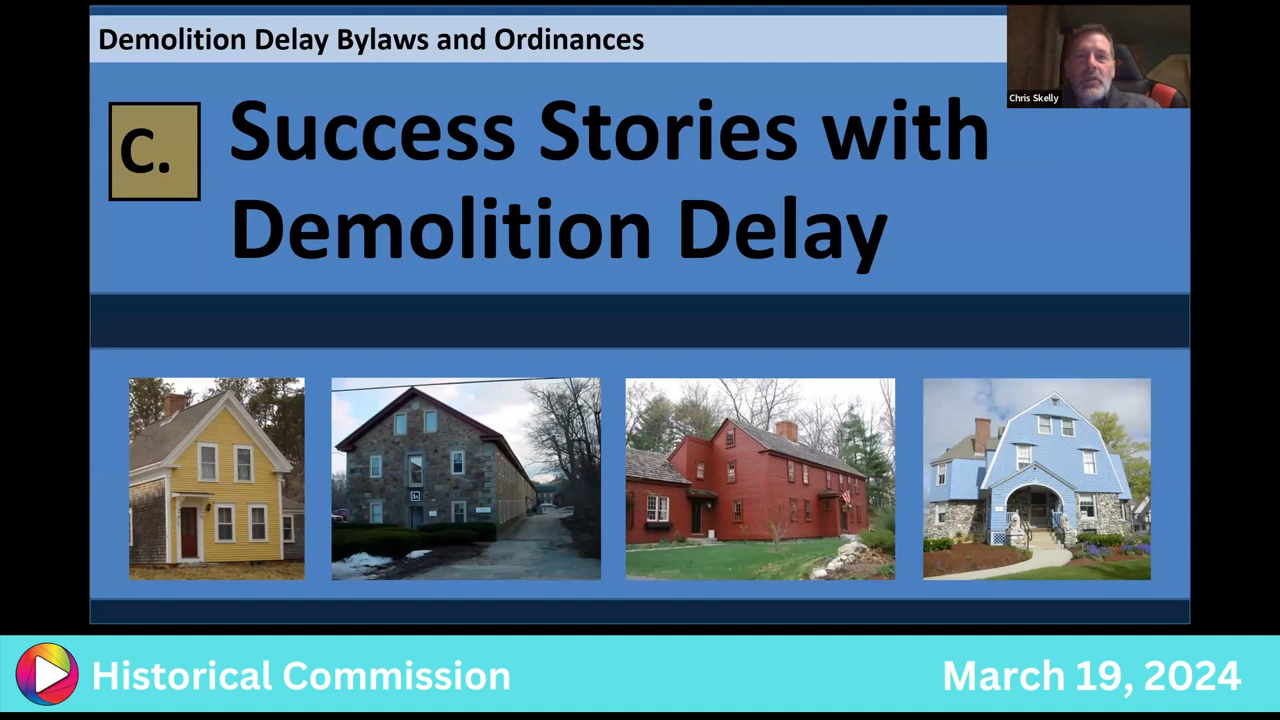 Demolition Delay Bylaws and Ordinances
Chris Skelly
C.
Success Stories with
Demolition Delay
Historical Commission
March 19, 2024